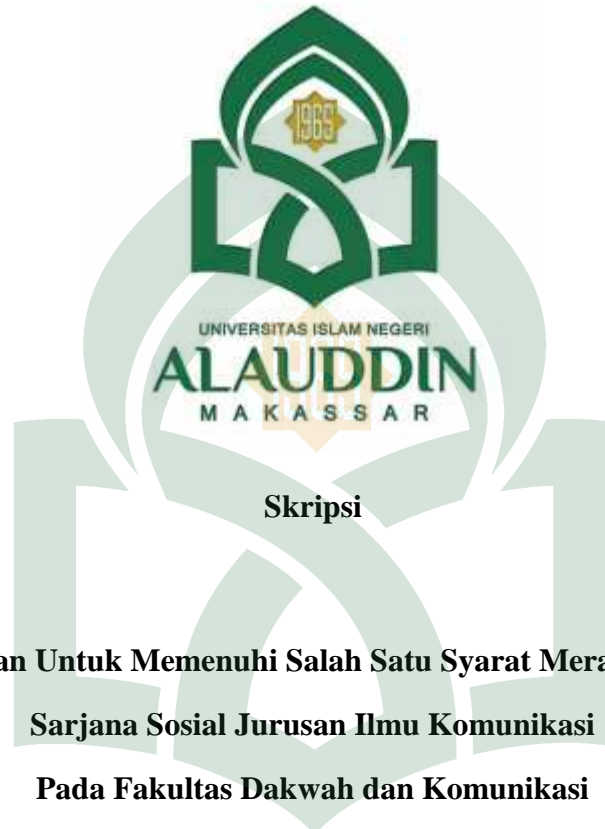 1965
UNIVERSITAS ISLAM NEGERI
ALAUDDIN
MAKASSAR
Skripsi
an Untuk Memenuhi Salah Satu Syarat Mera
Sarjana Sosial Jurusan Ilmu Komunikasi
Pada Fakultas Dakwah dan Komunikasi